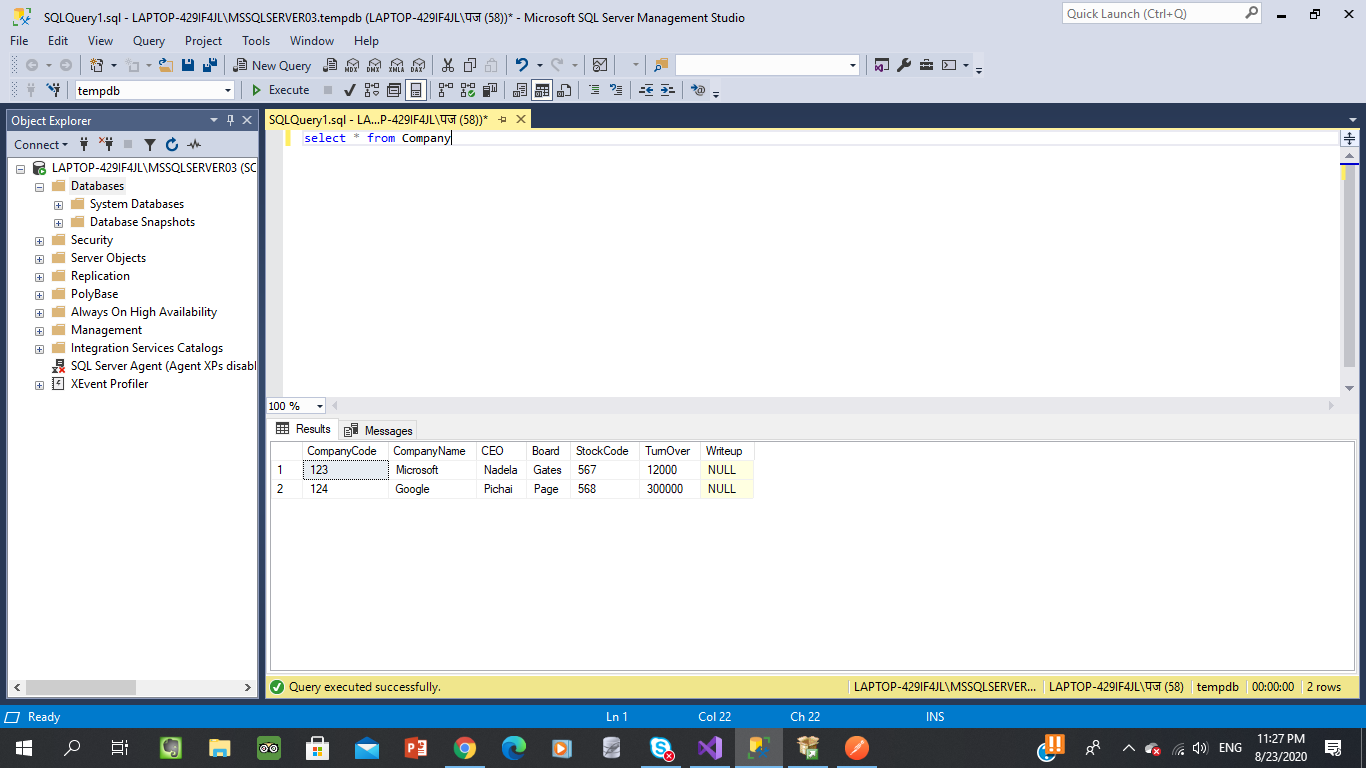 SQLQuery1.sql - LAPTOP-429IF4JL\MSSQLSERVER03.tempdb (LAPTOP-429IF4JL\पज (58))* - Microsoft SQL Server Management Studio
Quick Launch (Ctrl+Q)
File Edit View Query Project Tools Window Help
New Query MDX DMX XMLA DAX
tempdb Execute
Object Explorer
SQLQuery1.sql - LA...P-429IF4JL\पज (58))*
Connect
select * from Company
LAPTOP-429IF4JL\MSSQLSERVER03 (SC
Databases
System Databases
Database Snapshots
Security
Server Objects
Replication
PolyBase
Always On High Availability
Management
Integration Services Catalogs
SQL Server Agent (Agent XPs disabl
XEvent Profiler
100 %
Results Messages
CompanyCode CompanyName CEO Board StockCode TurnOver Writeup
1 123 Microsoft Nadela Gates 567 12000 NULL
2 124 Google Pichai Page 568 300000 NULL
Query executed successfully. LAPTOP-429IF4JL\MSSQLSERVER... LAPTOP-429IF4JL\पज (58) tempdb 00:00:00 2 rows
Ready Ln 1 Col 22 Ch 22 INS
ENG
11:27 PM
8/23/2020